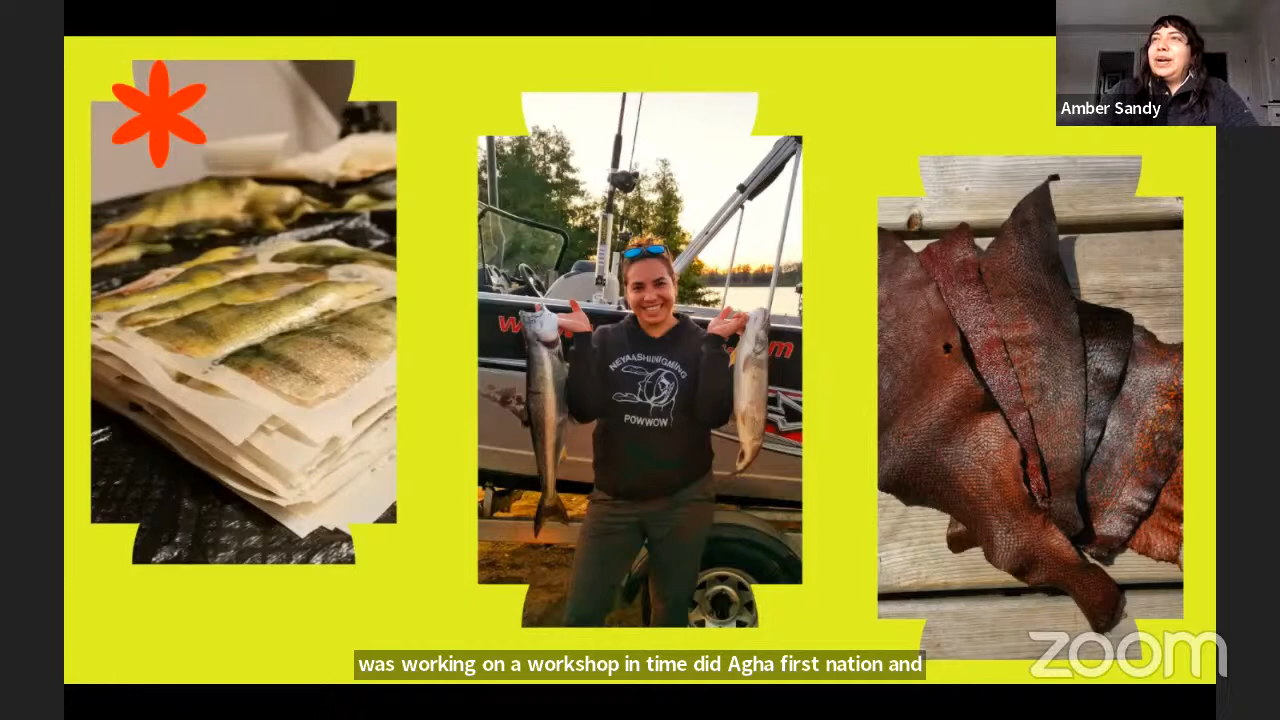 Amber Sandy
NEYAASHIINIGMIING
POWWOW
was working on a workshop in time did Agha first nation and
zoom